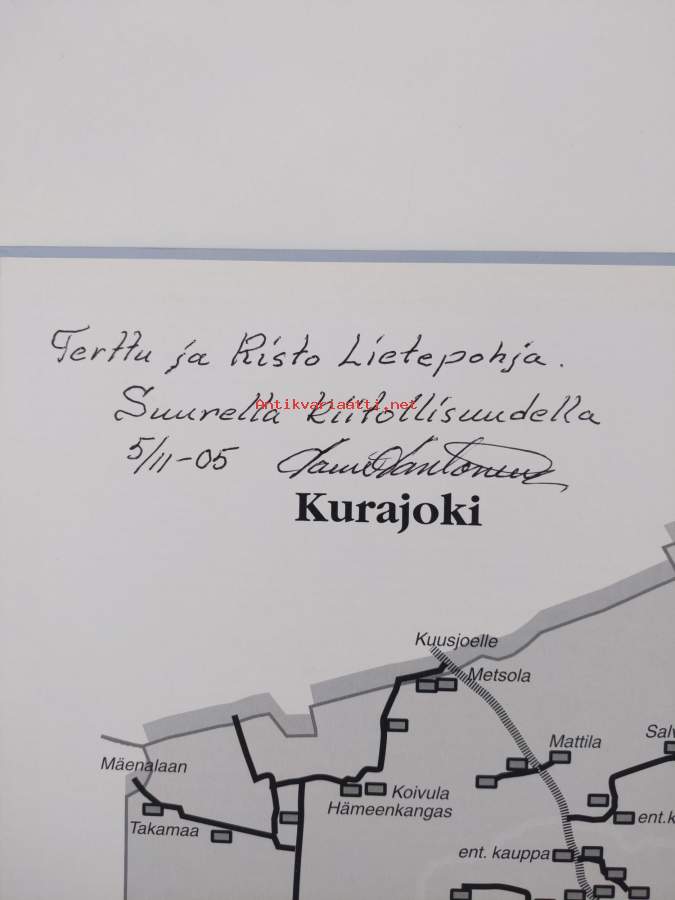 Terttu ja Risto Lietepohja.
Suurella kiitollisuudella
Antikvariaatti.net
5/11-05
Kurajoki
Kuusjoelle
Metsola
Mattila
Mäenalaan
Koivula
Hämeenkangas
Takamaa
ent. kauppa